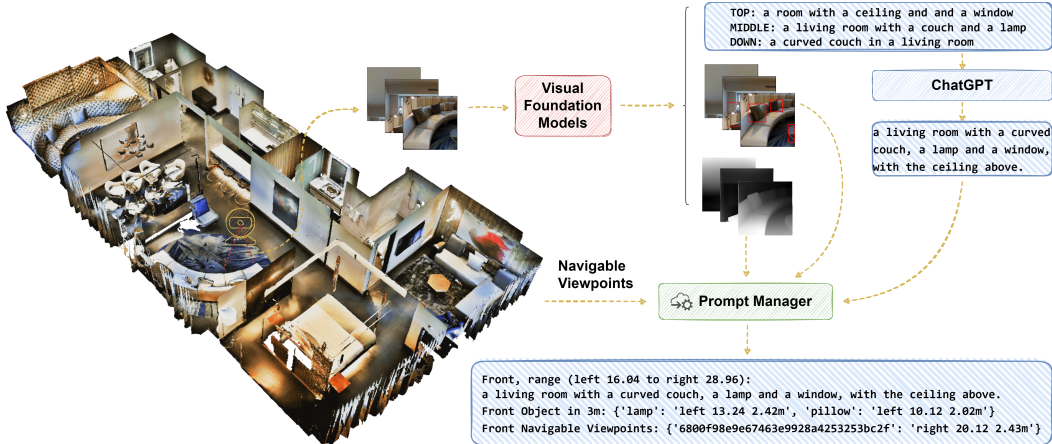 TOP: a room with a ceiling and and a window
MIDDLE: a living room with a couch and a lamp
DOWN: a curved couch in a living room
Visual
Foundation
Models
ChatGPT
a living room with a curved
couch, a lamp and a window,
with the ceiling above.
Navigable
Viewpoints
Prompt Manager
Front, range (left 16.04 to right 28.96):
a living room with a curved couch, a lamp and a window, with the ceiling above.
Front Object in 3m: {'lamp': 'left 13.24 2.42m', 'pillow': 'left 10.12 2.02m'}
Front Navigable Viewpoints: {'6800f98e9e67463e9928a4253253bc2f': 'right 20.12 2.43m'}